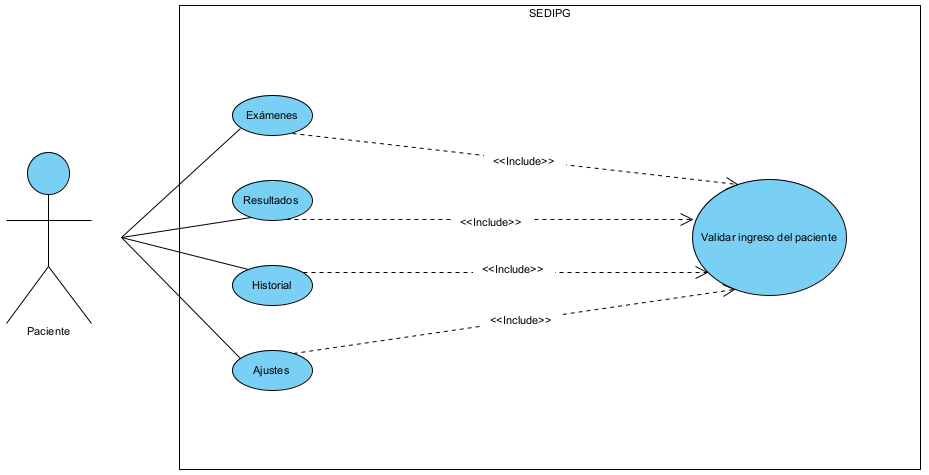 SEDIPG
Exámenes
<<Include>>
Resultados
<<Include>>
Validar ingreso del paciente
<<Include>>
Historial
<<Include>>
Paciente
Ajustes